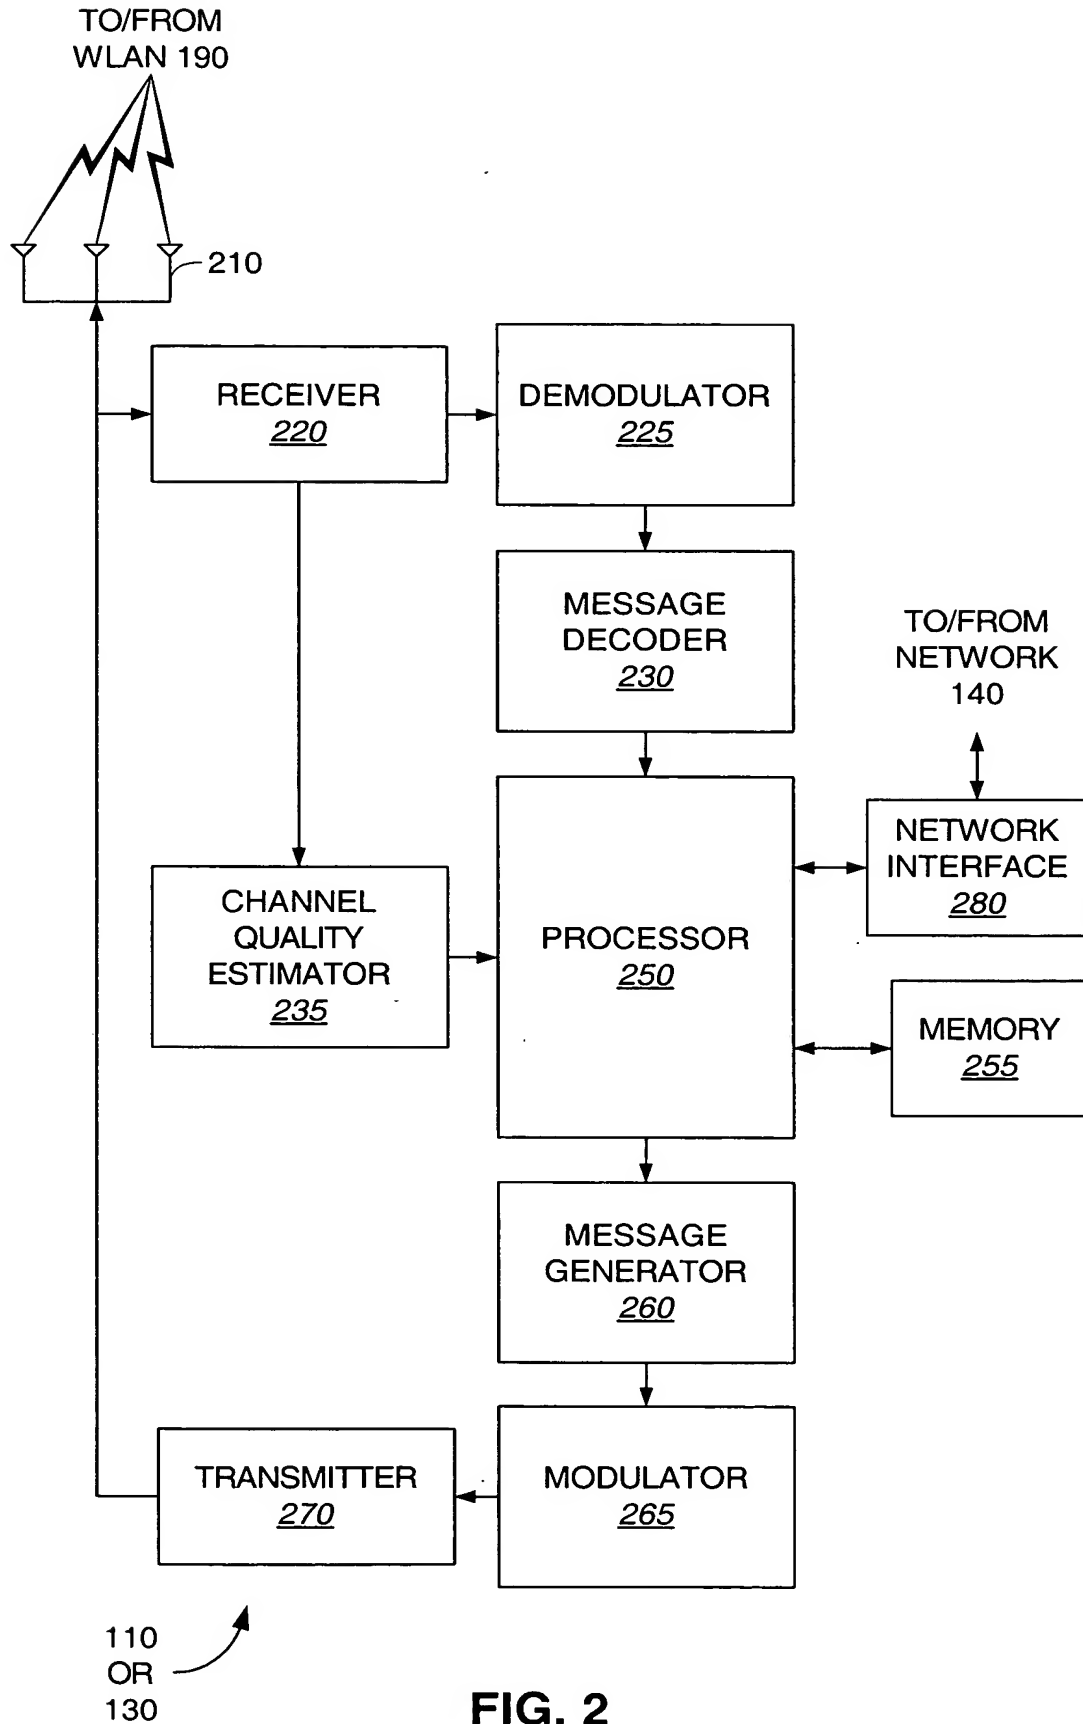 TO/FROM
WLAN 190
210
RECEIVER
220
DEMODULATOR
225
MESSAGE
DECODER
230
TO/FROM
NETWORK
140
NETWORK
INTERFACE
280
CHANNEL
QUALITY
ESTIMATOR
235
PROCESSOR
250
MEMORY
255
MESSAGE
GENERATOR
260
TRANSMITTER
270
MODULATOR
265
110
OR
130
FIG. 2